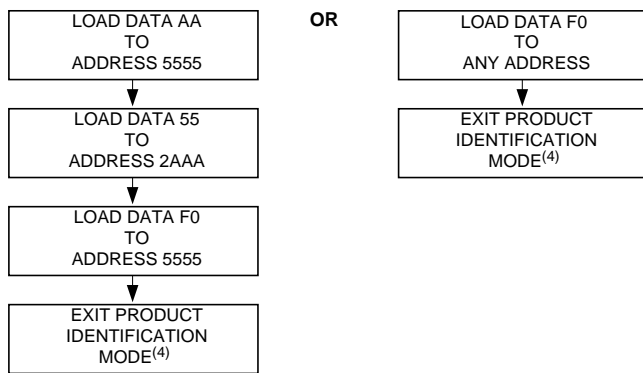 LOAD DATA AA
TO
ADDRESS 5555
LOAD DATA 55
TO
ADDRESS 2AAA
LOAD DATA F0
TO
ADDRESS 5555
EXIT PRODUCT
IDENTIFICATION
MODE(4)
OR
LOAD DATA F0
TO
ANY ADDRESS
EXIT PRODUCT
IDENTIFICATION
MODE(4)